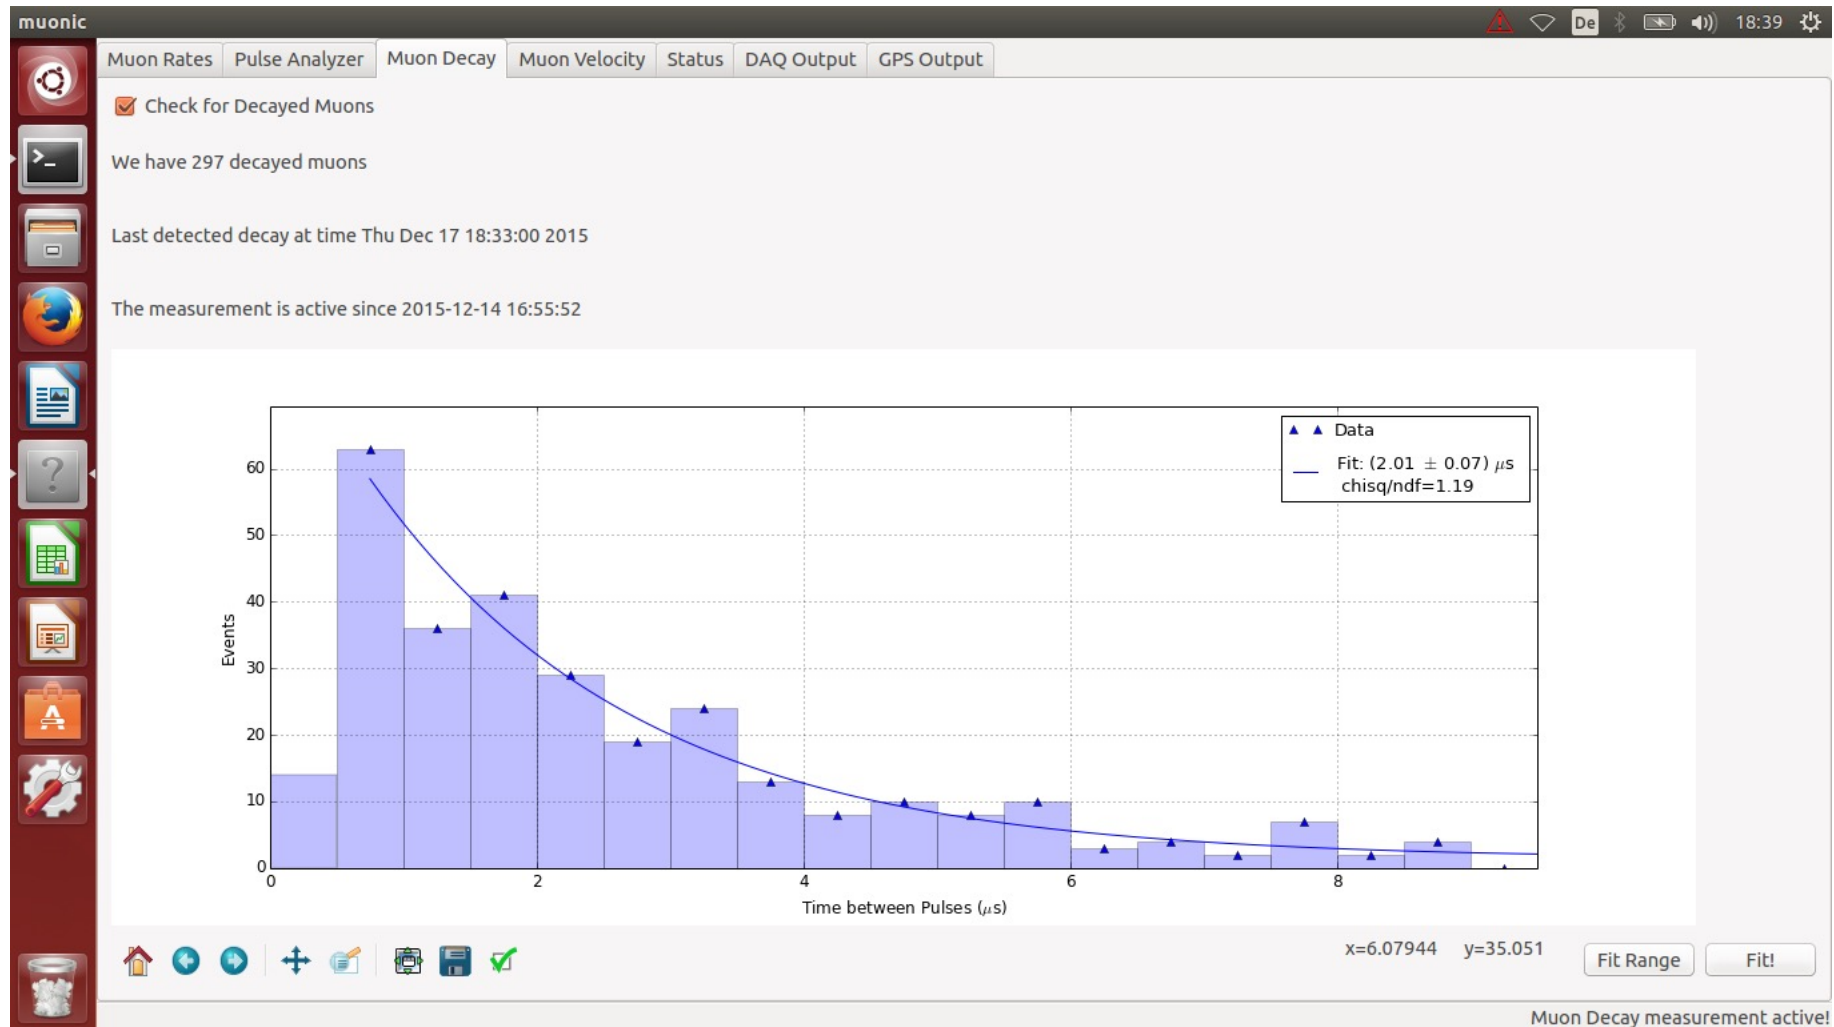 muonic
De
18:39
Muon Rates
Pulse Analyzer
Muon Decay
Muon Velocity
Status
DAQ Output
GPS Output
Check for Decayed Muons
We have 297 decayed muons
Last detected decay at time Thu Dec 17 18:33:00 2015
The measurement is active since 2015-12-14 16:55:52
Data
Fit: (2.01 ± 0.07) μs
chisq/ndf=1.19
Events
60
50
40
30
20
10
0
0 2 4 6 8
Time between Pulses (μs)
x=6.07944 y=35.051
Fit Range
Fit!
Muon Decay measurement active!